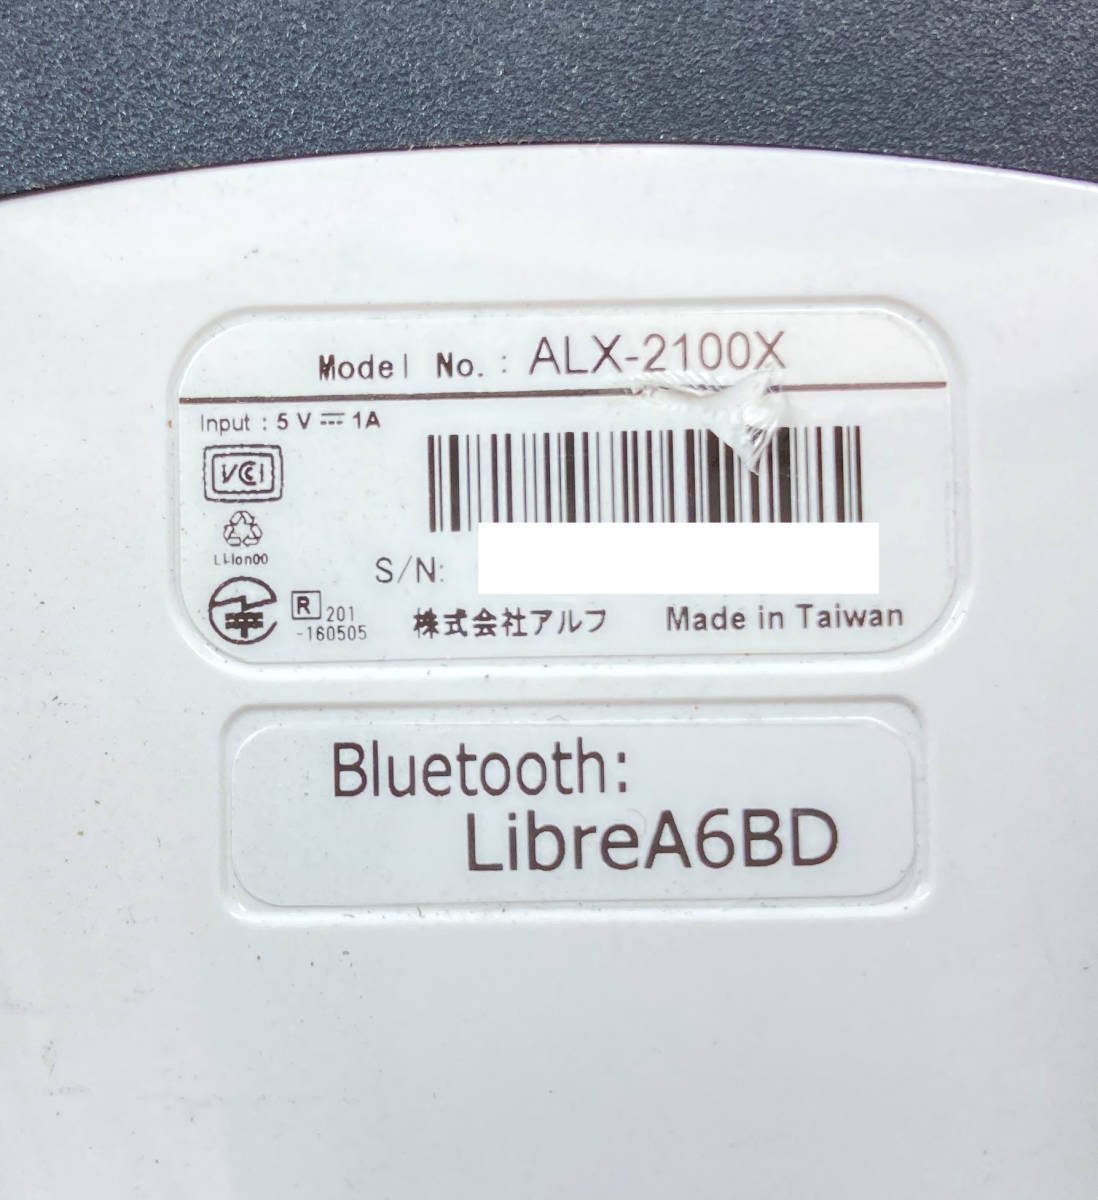 Model No. : ALX-2100X
Input : 5 V ⎓ 1A
VCI
Li-Ion00
S/N:
R 201
-160505
株式会社アルフ Made in Taiwan
Bluetooth:
LibreA6BD